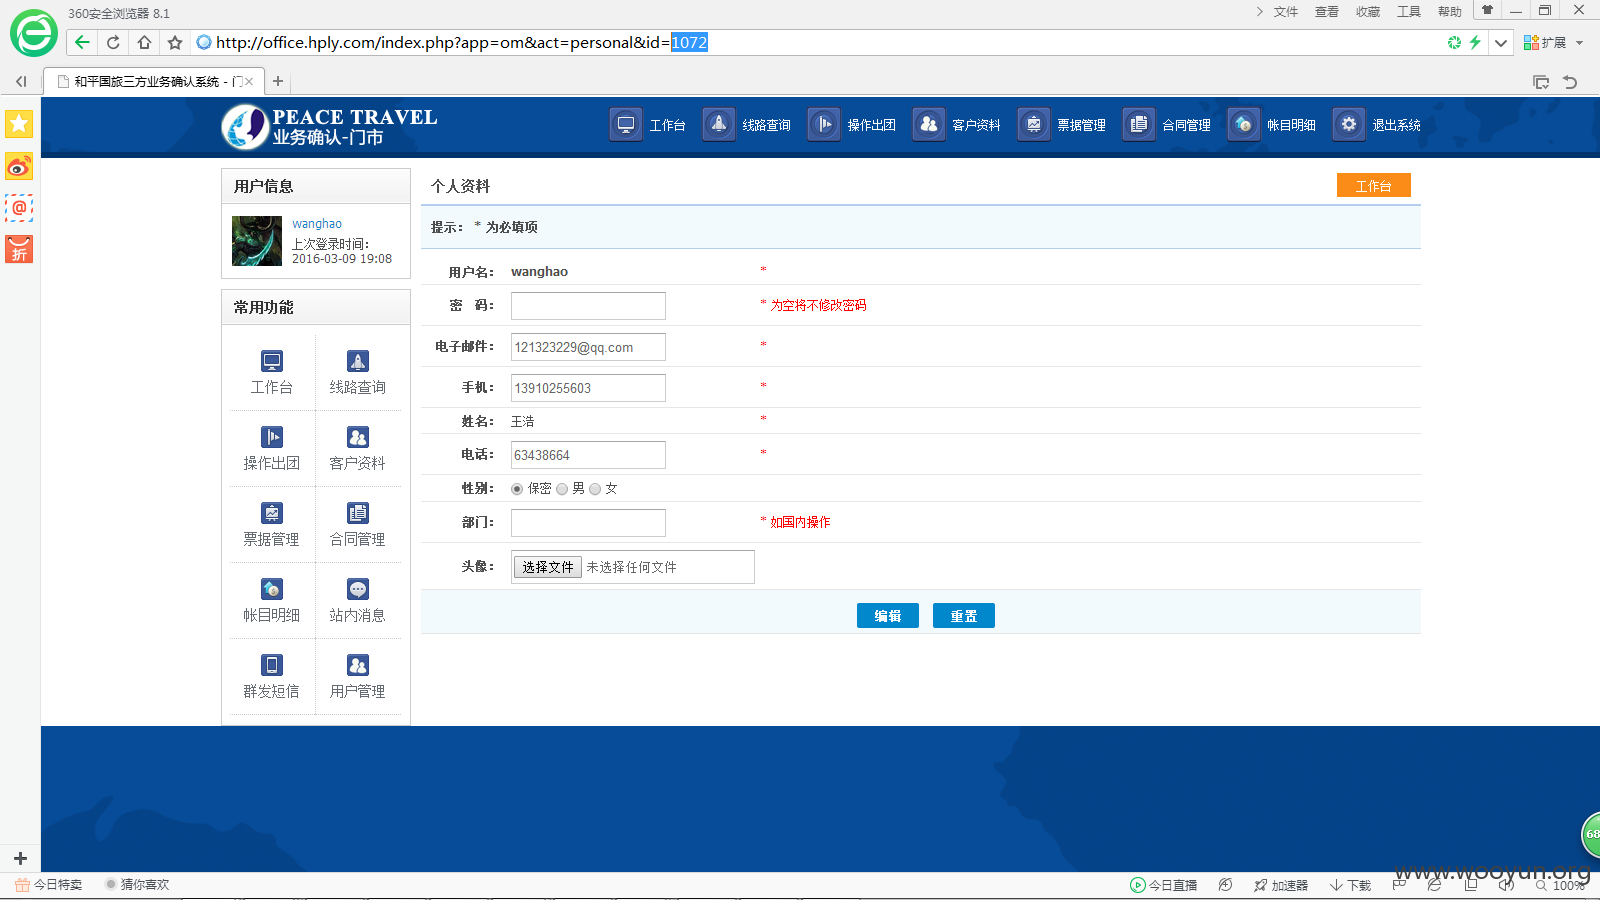 360安全浏览器 8.1
文件 查看 收藏 工具 帮助
http://office.hply.com/index.php?app=om&act=personal&id=1072
扩展
和平国旅三方业务确认系统 - 门
PEACE TRAVEL
业务确认-门市
工作台 线路查询 操作出团 客户资料 票据管理 合同管理 帐目明细 退出系统
折
用户信息
wanghao
上次登录时间：
2016-03-09 19:08
常用功能
工作台 线路查询
操作出团 客户资料
票据管理 合同管理
帐目明细 站内消息
群发短信 用户管理
个人资料 工作台
提示： * 为必填项
用户名： wanghao *
密 码： * 为空将不修改密码
电子邮件： 121323229@qq.com *
手机： 13910255603 *
姓名： 王浩 *
电话： 63438664 *
性别： 保密 男 女
部门： * 如国内操作
头像： 选择文件 未选择任何文件
编辑 重置
68
www.wooyun.org
今日特卖 猜你喜欢 今日直播 加速器 下载 100%